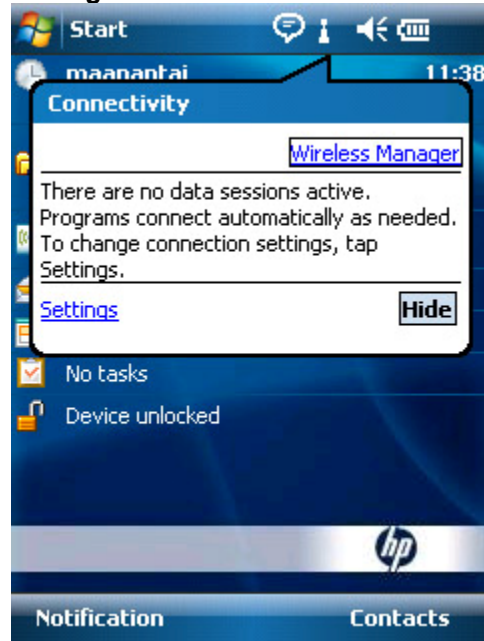 Start
maanantai 11:38
Connectivity
Wireless Manager
There are no data sessions active.
Programs connect automatically as needed.
To change connection settings, tap
Settings.
Settings Hide
No tasks
Device unlocked
hp
Notification Contacts